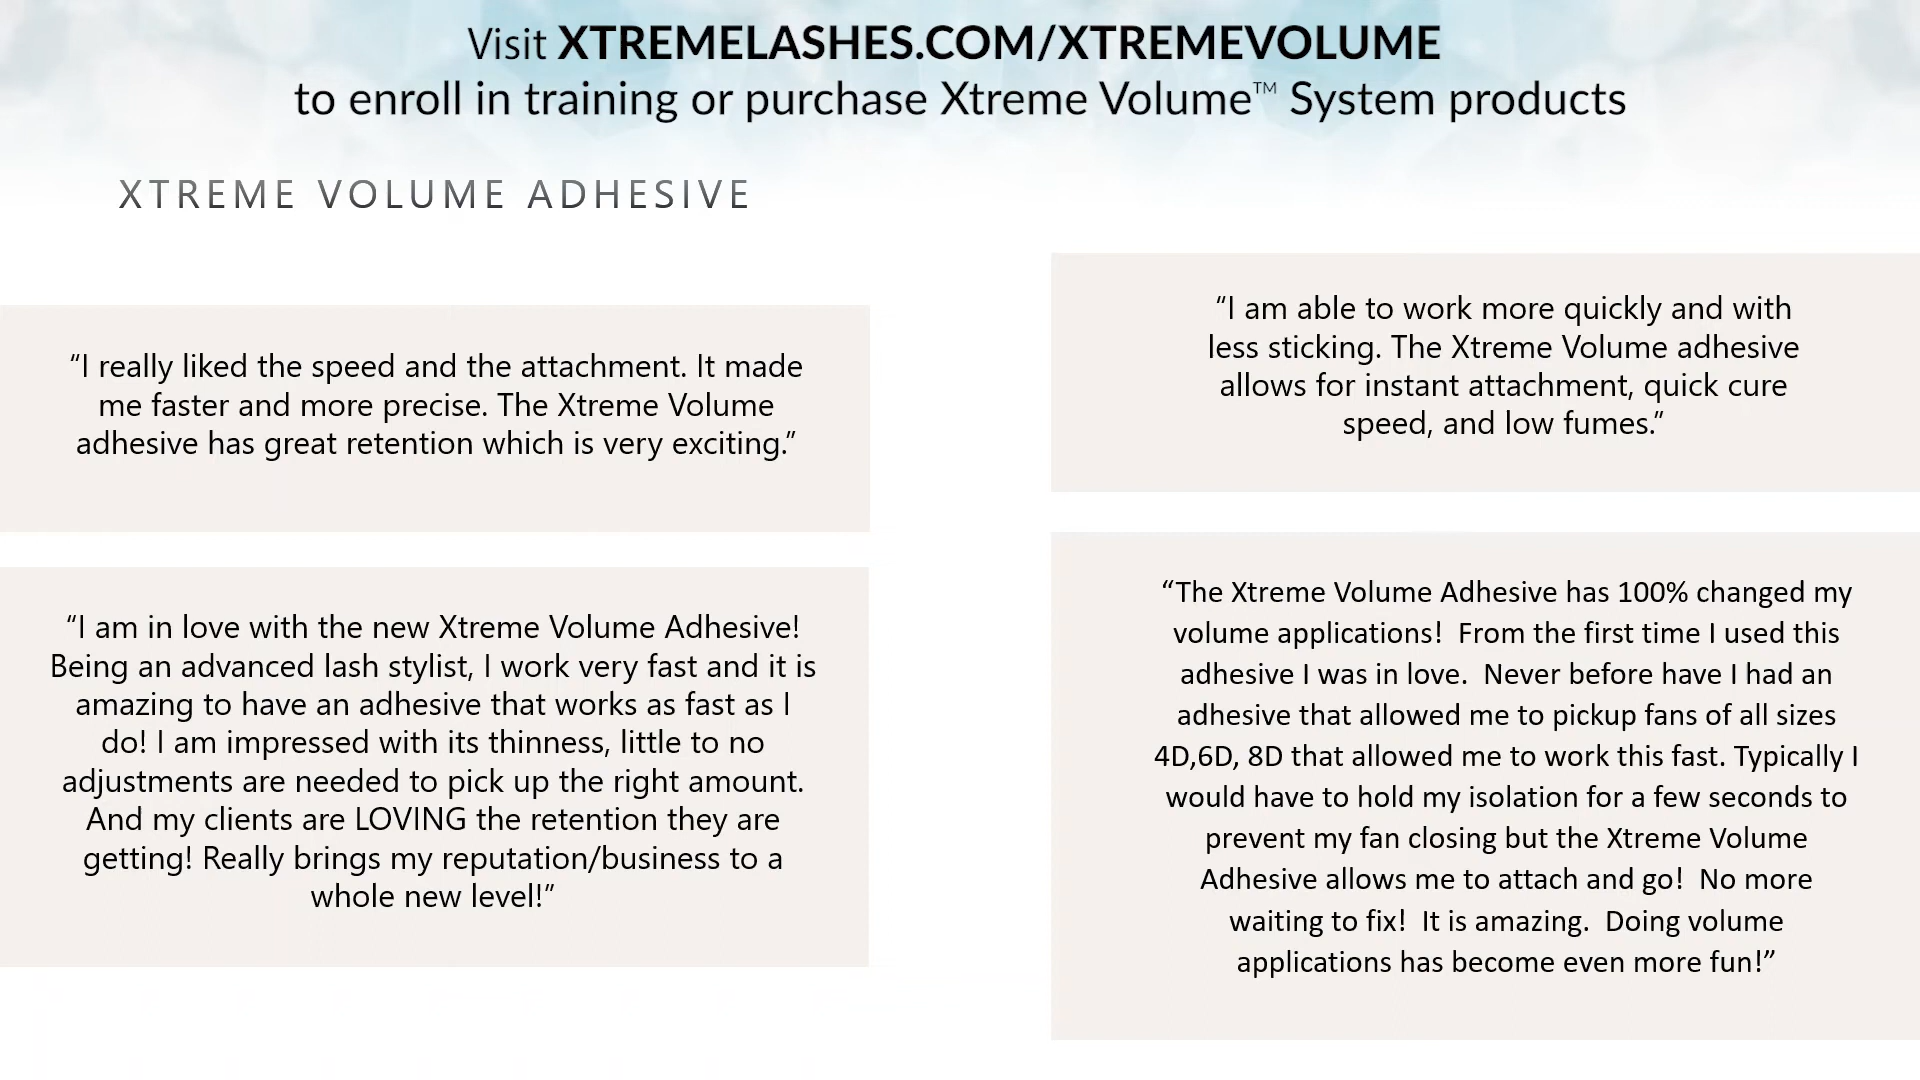 Visit XTREMELASHES.COM/XTREMEVOLUME
to enroll in training or purchase Xtreme Volume™ System products
XTREME VOLUME ADHESIVE
“I really liked the speed and the attachment. It made
me faster and more precise. The Xtreme Volume
adhesive has great retention which is very exciting.”
“I am in love with the new Xtreme Volume Adhesive!
Being an advanced lash stylist, I work very fast and it is
amazing to have an adhesive that works as fast as I
do! I am impressed with its thinness, little to no
adjustments are needed to pick up the right amount.
And my clients are LOVING the retention they are
getting! Really brings my reputation/business to a
whole new level!”
“I am able to work more quickly and with
less sticking. The Xtreme Volume adhesive
allows for instant attachment, quick cure
speed, and low fumes.”
“The Xtreme Volume Adhesive has 100% changed my
volume applications!  From the first time I used this
adhesive I was in love.  Never before have I had an
adhesive that allowed me to pickup fans of all sizes
4D,6D, 8D that allowed me to work this fast. Typically I
would have to hold my isolation for a few seconds to
prevent my fan closing but the Xtreme Volume
Adhesive allows me to attach and go!  No more
waiting to fix!  It is amazing.  Doing volume
applications has become even more fun!”